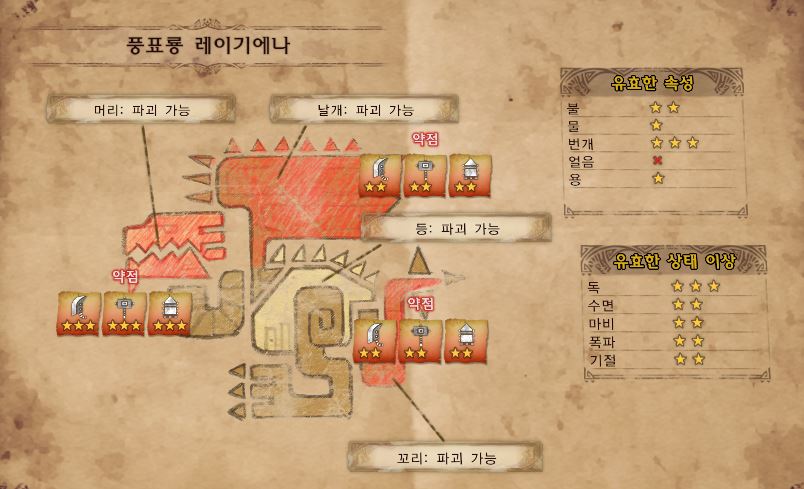 풍표룡 레이기에나
머리: 파괴 가능
날개: 파괴 가능
약점
등: 파괴 가능
약점
약점
꼬리: 파괴 가능
유효한 속성
불
물
번개
얼음
용
유효한 상태 이상
독
수면
마비
폭파
기절